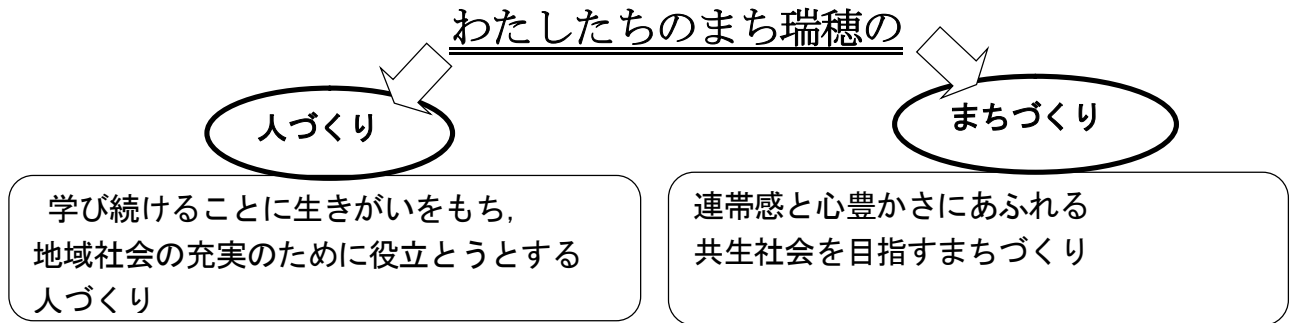 わたしたちのまち瑞穂の
人づくり
まちづくり
学び続けることに生きがいをもち,
地域社会の充実のために役立とうとする
人づくり
連帯感と心豊かさにあふれる
共生社会を目指すまちづくり